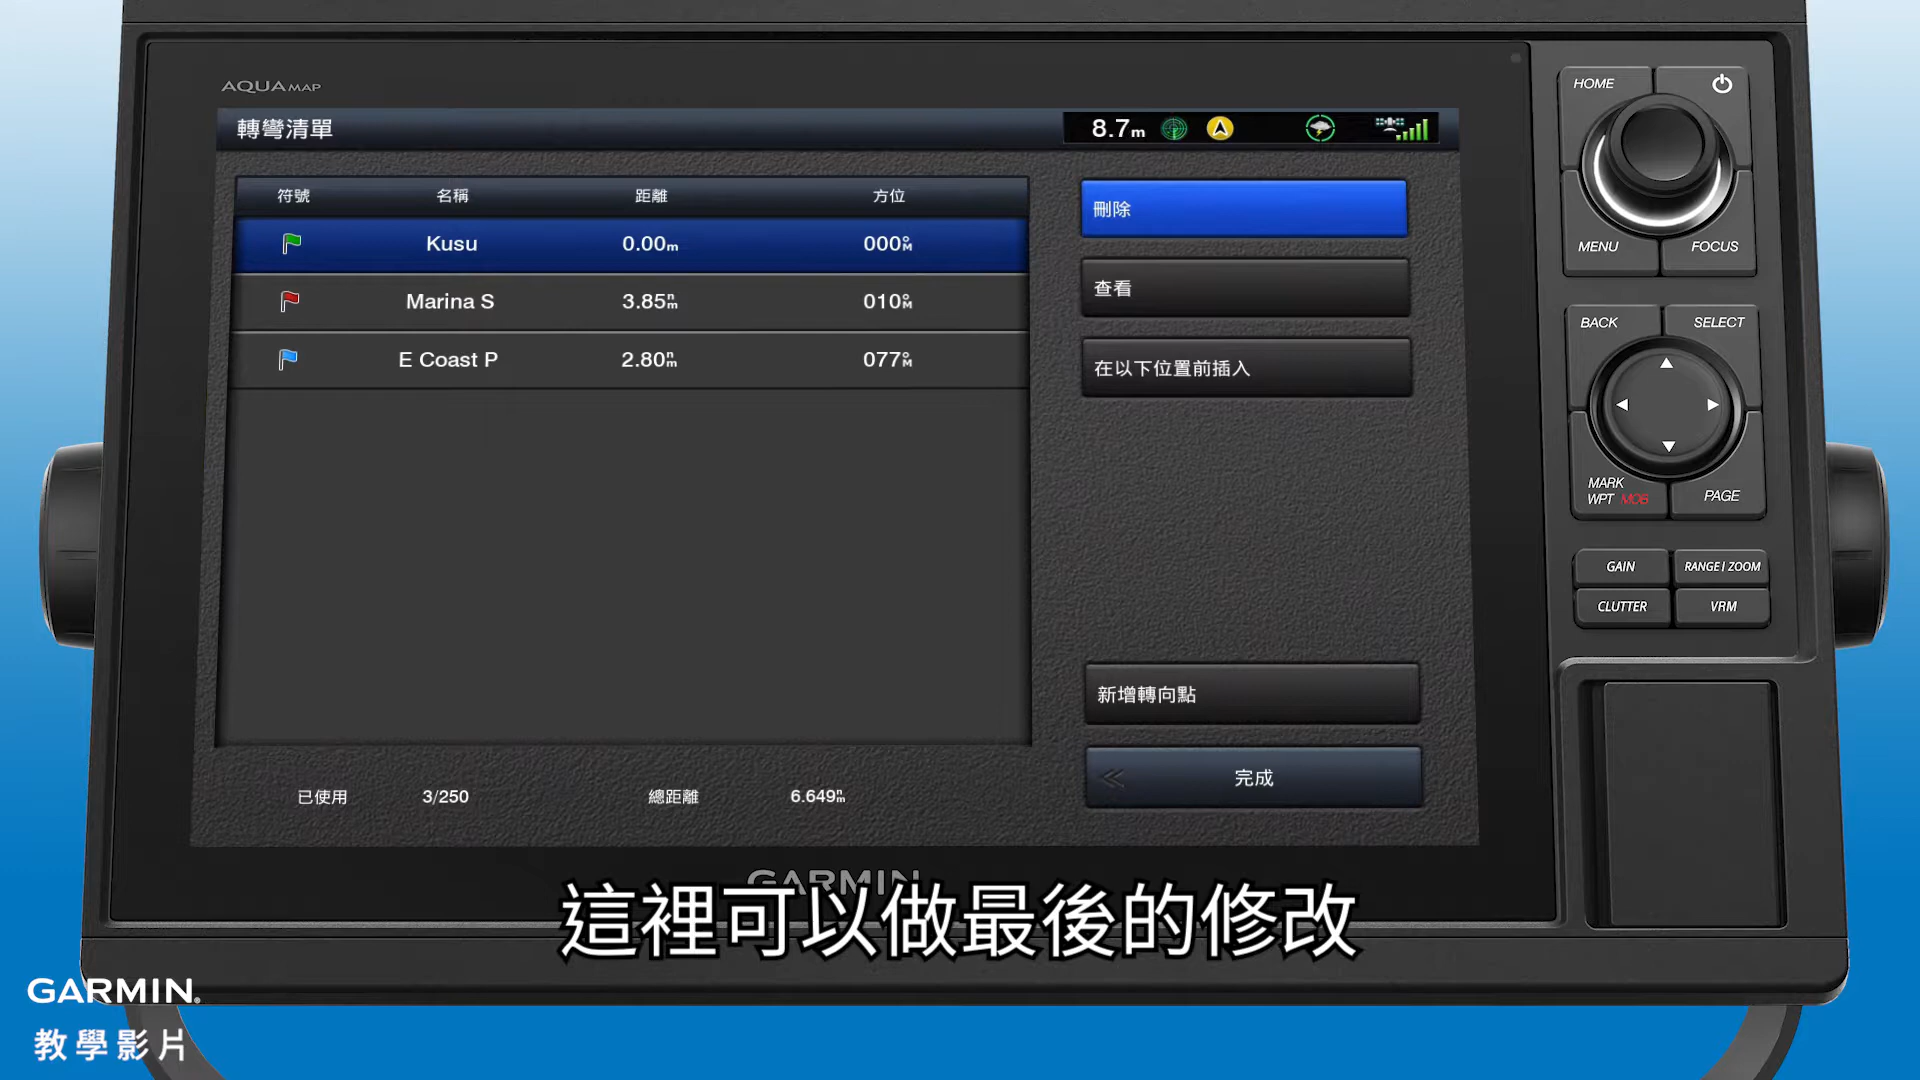 AQUAMAP
轉彎清單
8.7m
符號 名稱 距離 方位
Kusu 0.00m 000°M
Marina S 3.85nm 010°M
E Coast P 2.80nm 077°M
已使用 3/250 總距離 6.649nm
刪除
查看
在以下位置前插入
新增轉向點
完成
HOME
MENU
FOCUS
BACK
SELECT
MARK
WPT MOB
PAGE
GAIN
RANGE / ZOOM
CLUTTER
VRM
GARMIN
這裡可以做最後的修改
GARMIN®
教學影片